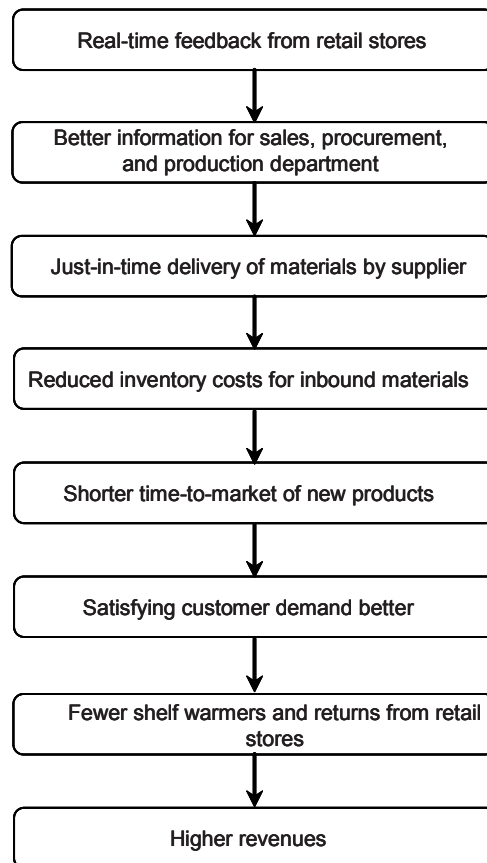 Real-time feedback from retail stores
Better information for sales, procurement,
and production department
Just-in-time delivery of materials by supplier
Reduced inventory costs for inbound materials
Shorter time-to-market of new products
Satisfying customer demand better
Fewer shelf warmers and returns from retail
stores
Higher revenues